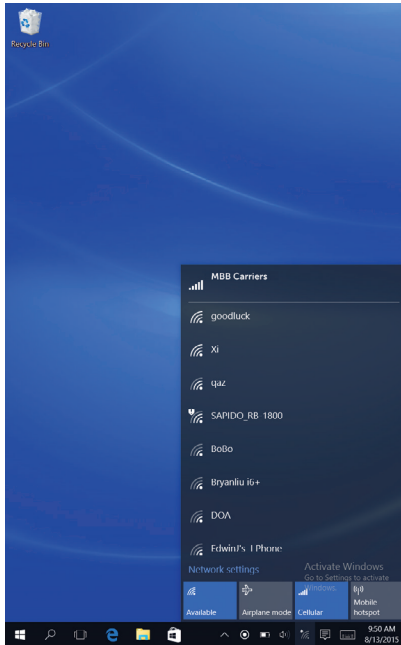 Recycle Bin
MBB Carriers
goodluck
Xi
qaz
SAPIDO_RB 1800
BoBo
Bryanliu i6+
DOA
EdwinJ's I Phone
Network settings
Activate Windows
Go to Settings to activate
Windows.
Available
Airplane mode
Cellular
Mobile
hotspot
9:50 AM
8/13/2015